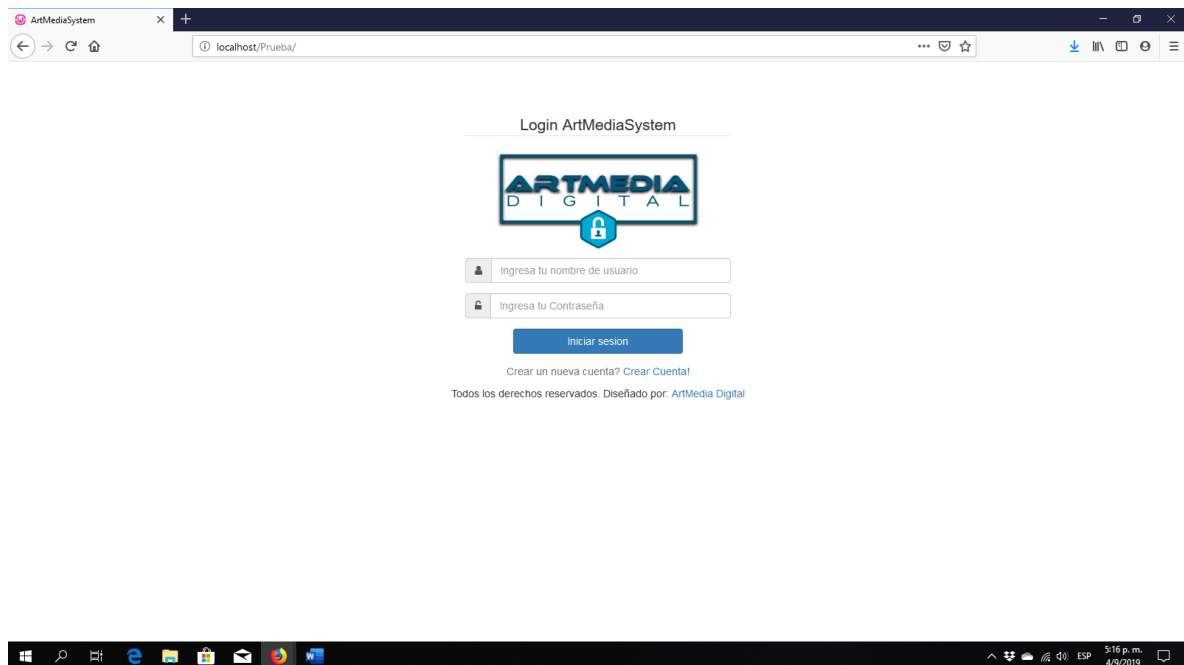 ArtMediaSystem
localhost/Prueba/
Login ArtMediaSystem
ARTMEDIA
DIGITAL
Ingresa tu nombre de usuario
Ingresa tu Contraseña
Iniciar sesion
Crear un nueva cuenta? Crear Cuenta!
Todos los derechos reservados. Diseñado por: ArtMedia Digital
ESP
5:16 p. m.
4/9/2019